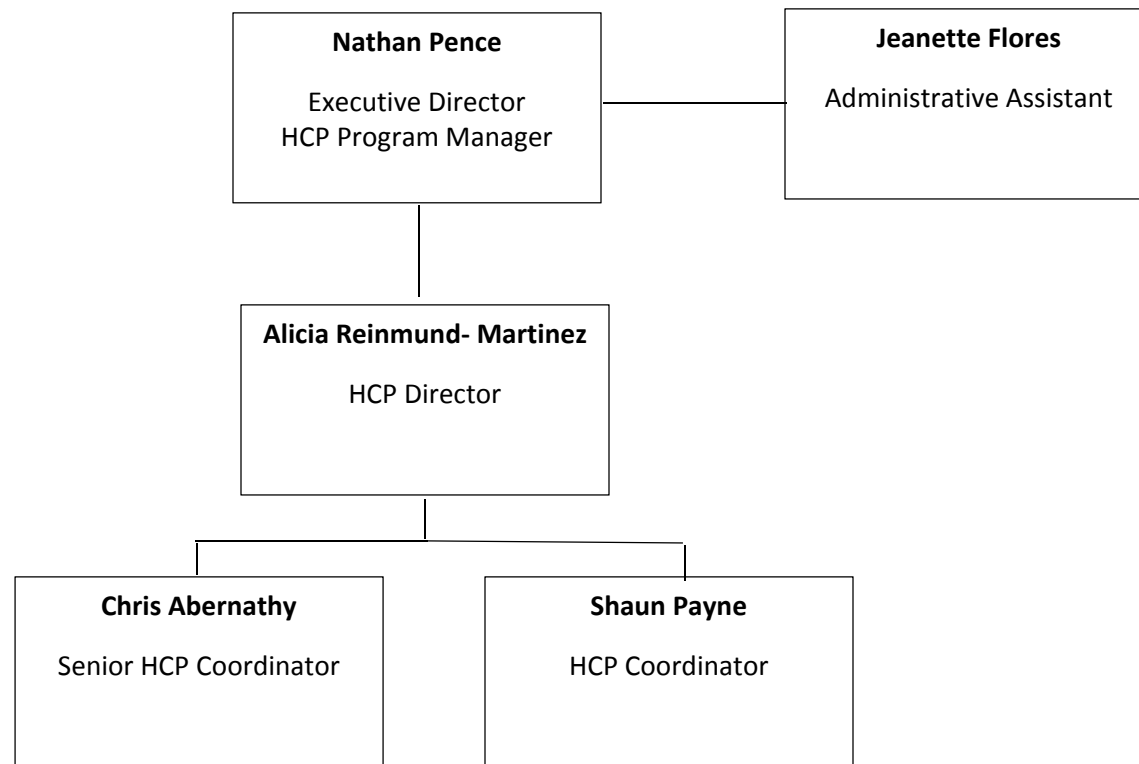 Nathan Pence
Executive Director
HCP Program Manager
Jeanette Flores
Administrative Assistant
Alicia Reinmund- Martinez
HCP Director
Chris Abernathy
Senior HCP Coordinator
Shaun Payne
HCP Coordinator